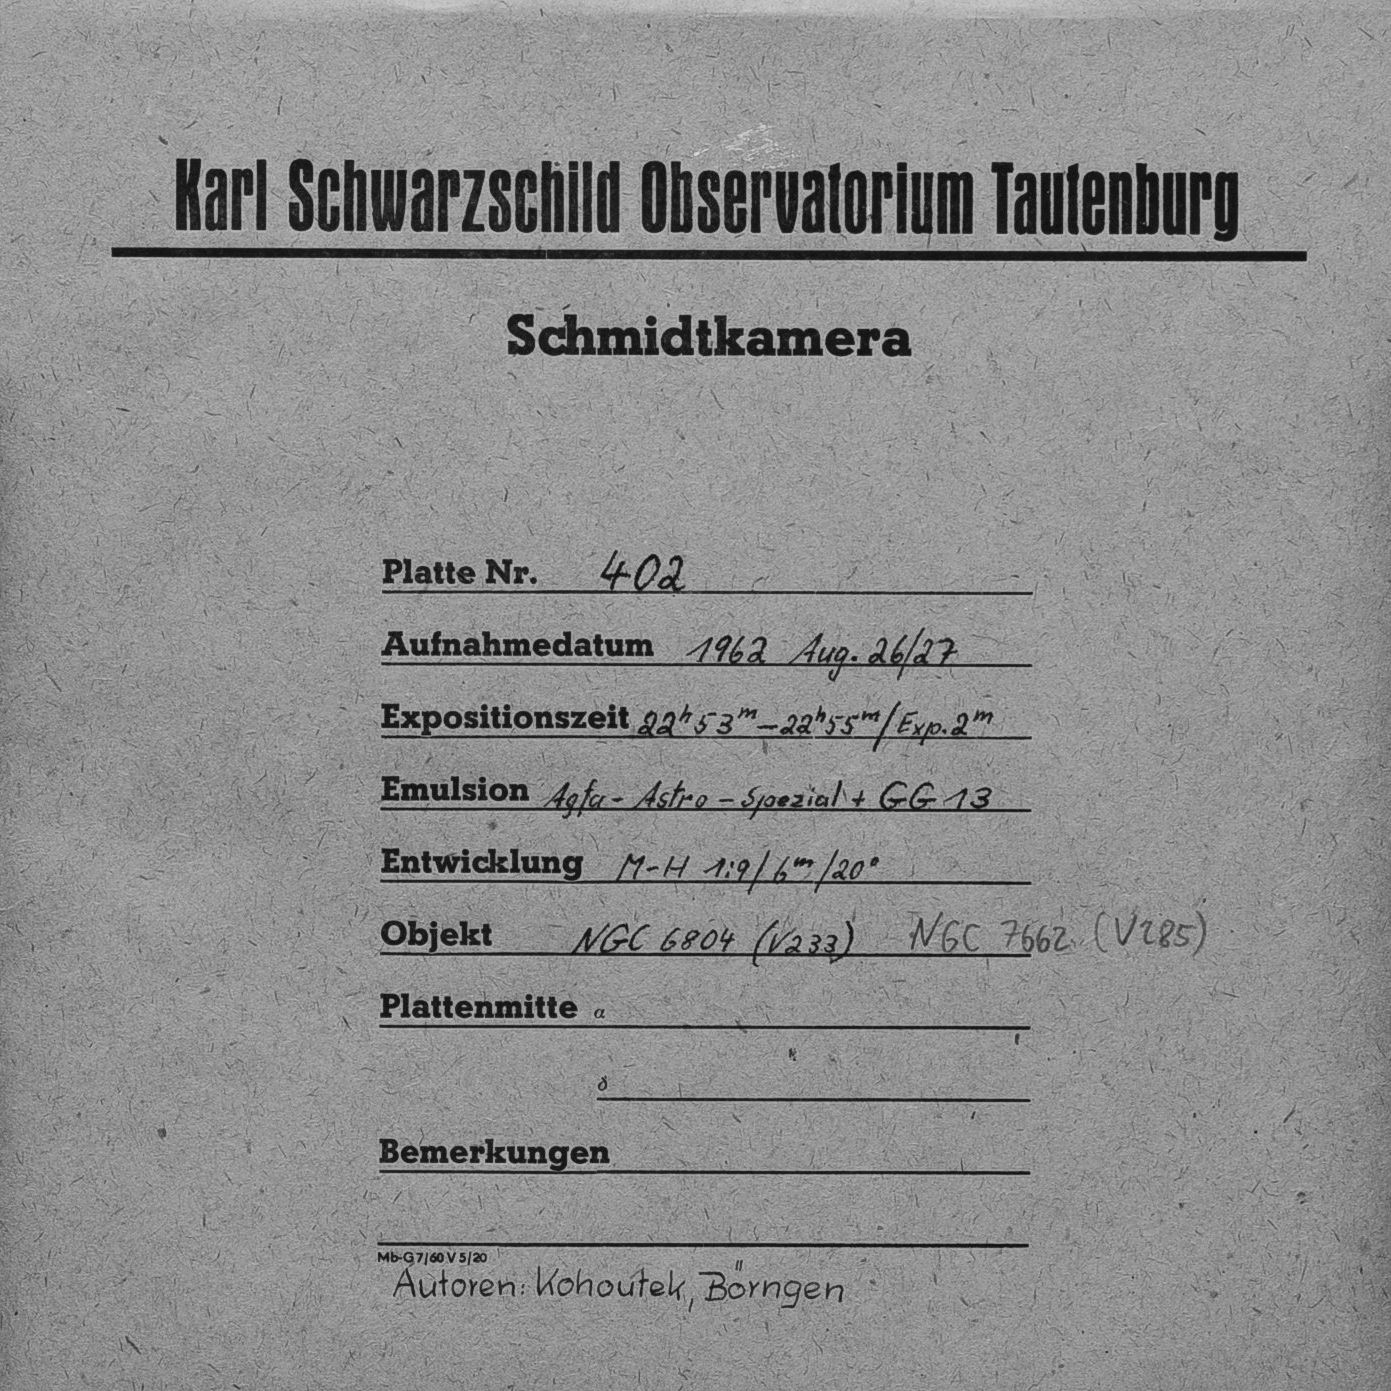 Karl Schwarzschild Observatorium Tautenburg
Schmidtkamera
Platte Nr. 402
Aufnahmedatum 1962 Aug. 26/27
Expositionszeit 22ʰ53ᵐ–22ʰ55ᵐ/Exp. 2ᵐ
Emulsion Agfa-Astro-Spezial + GG 13
Entwicklung M-H 1:9/6ᵐ/20°
Objekt NGC 6804 (V233) NGC 7662 (V285)
Plattenmitte α
δ
Bemerkungen
Mb-G 7/60 V 5/20
Autoren: Kohoutek, Börngen